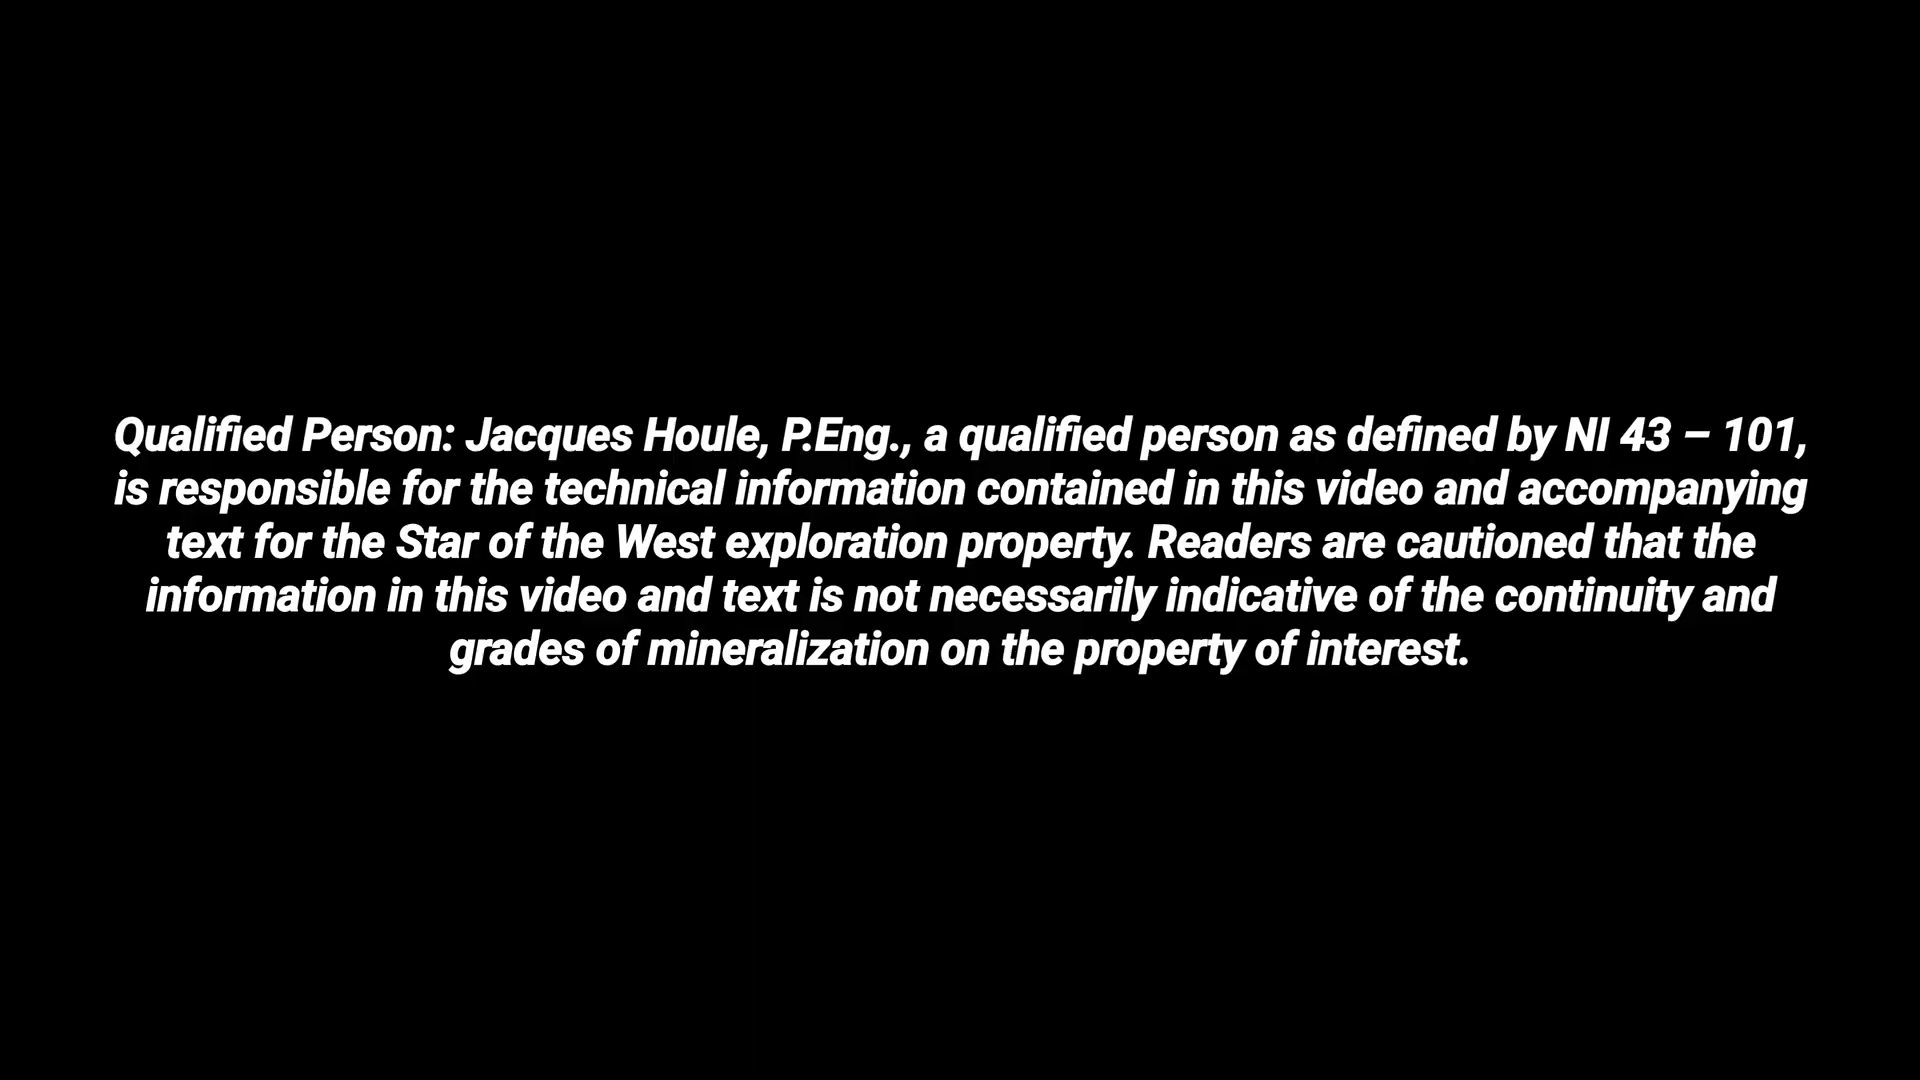 Qualified Person: Jacques Houle, P.Eng., a qualified person as defined by NI 43 – 101,
is responsible for the technical information contained in this video and accompanying
text for the Star of the West exploration property. Readers are cautioned that the
information in this video and text is not necessarily indicative of the continuity and
grades of mineralization on the property of interest.